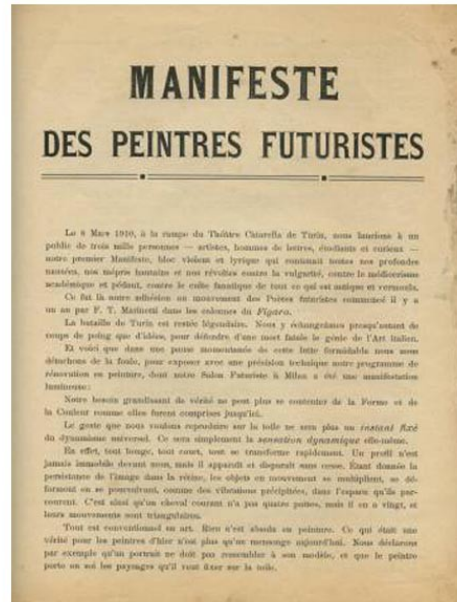 MANIFESTE
DES PEINTRES FUTURISTES
Le 8 Mars 1910, à la rampe du Théâtre Chiarella de Turin, nous lancions à un
public de trois mille personnes — artistes, hommes de lettres, étudiants et curieux —
notre premier Manifeste, bloc violent et lyrique qui contenait toutes nos profondes
nausées, nos mépris hautains et nos révoltes contre la vulgarité, contre le médiocrisme
académique et pédant, contre le culte fanatique de tout ce qui est antique et vermoulu.
Ce fut là notre adhésion au mouvement des Poètes futuristes commencé il y a
un an par F. T. Marinetti dans les colonnes du Figaro.
La bataille de Turin est restée légendaire. Nous y échangeâmes presqu'autant de
coups de poing que d'idées, pour défendre d'une mort fatale le génie de l'Art italien.
Et voici que dans une pause momentanée de cette lutte formidable nous nous
détachons de la foule, pour exposer avec une précision technique notre programme de
rénovation en peinture, dont notre Salon Futuriste à Milan a été une manifestation
lumineuse:
Notre besoin grandissant de vérité ne peut plus se contenter de la Forme et de
la Couleur comme elles furent comprises jusqu'ici.
Le geste que nous voulons reproduire sur la toile ne sera plus un instant fixé
du dynamisme universel. Ce sera simplement la sensation dynamique elle-même.
En effet, tout bouge, tout court, tout se transforme rapidement. Un profil n'est
jamais immobile devant nous, mais il apparaît et disparaît sans cesse. Étant donnée la
persistance de l'image dans la rétine, les objets en mouvement se multiplient, se dé-
forment en se poursuivant, comme des vibrations précipitées, dans l'espace qu'ils par-
courent. C'est ainsi qu'un cheval courant n'a pas quatre pattes, mais il en a vingt, et
leurs mouvements sont triangulaires.
Tout est conventionnel en art. Rien n'est absolu en peinture. Ce qui était une
vérité pour les peintres d'hier n'est plus qu'un mensonge aujourd'hui. Nous déclarons
par exemple qu'un portrait ne doit pas ressembler à son modèle, et que le peintre
porte en soi les paysages qu'il veut fixer sur la toile.